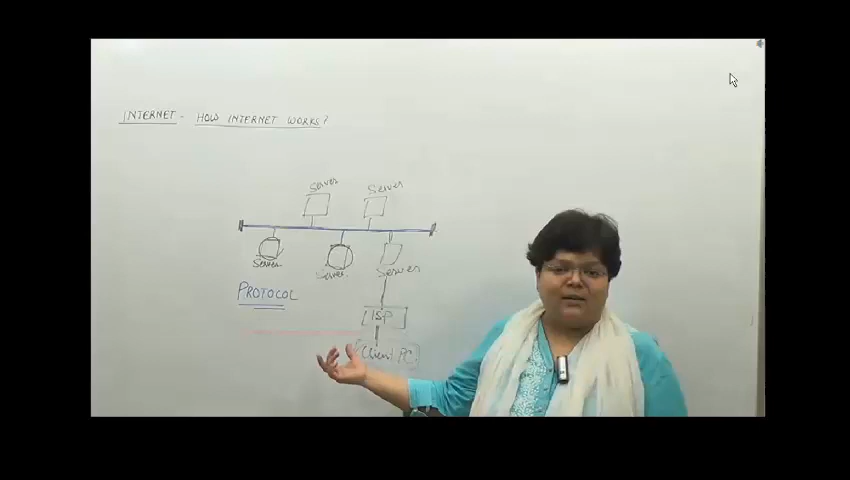 INTERNET - HOW INTERNET WORKS?
Server Server
Server Server Server
PROTOCOL
ISP
Client PC